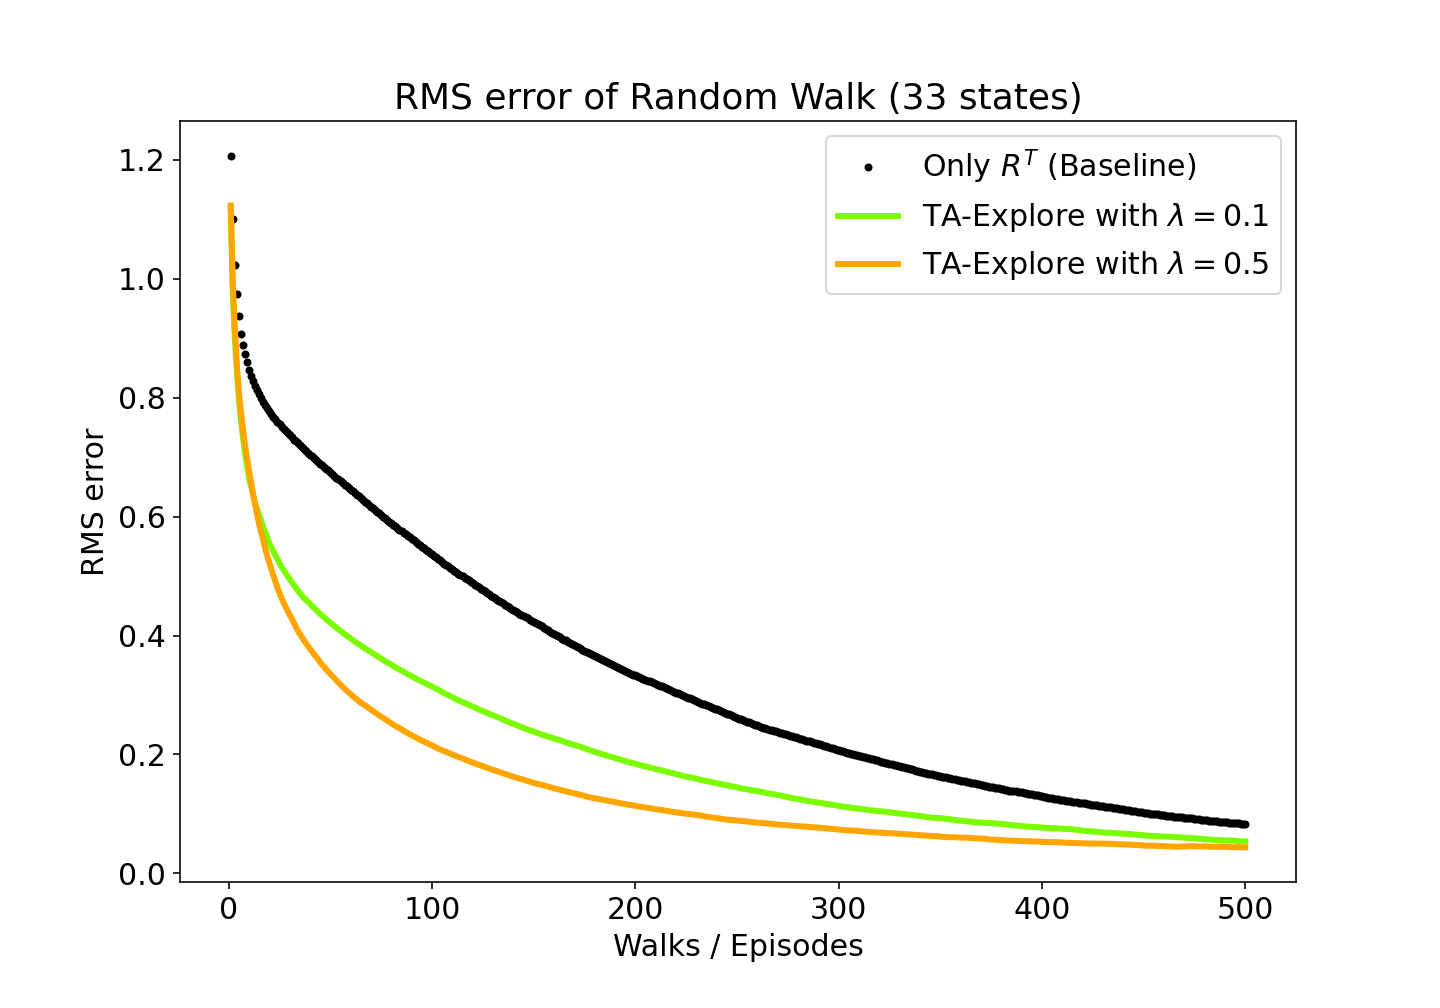 RMS error of Random Walk (33 states)
Only $R^T$ (Baseline)
TA-Explore with λ = 0.1
TA-Explore with λ = 0.5
1.2
1.0
0.8
0.6
0.4
0.2
0.0
RMS error
0 100 200 300 400 500
Walks / Episodes